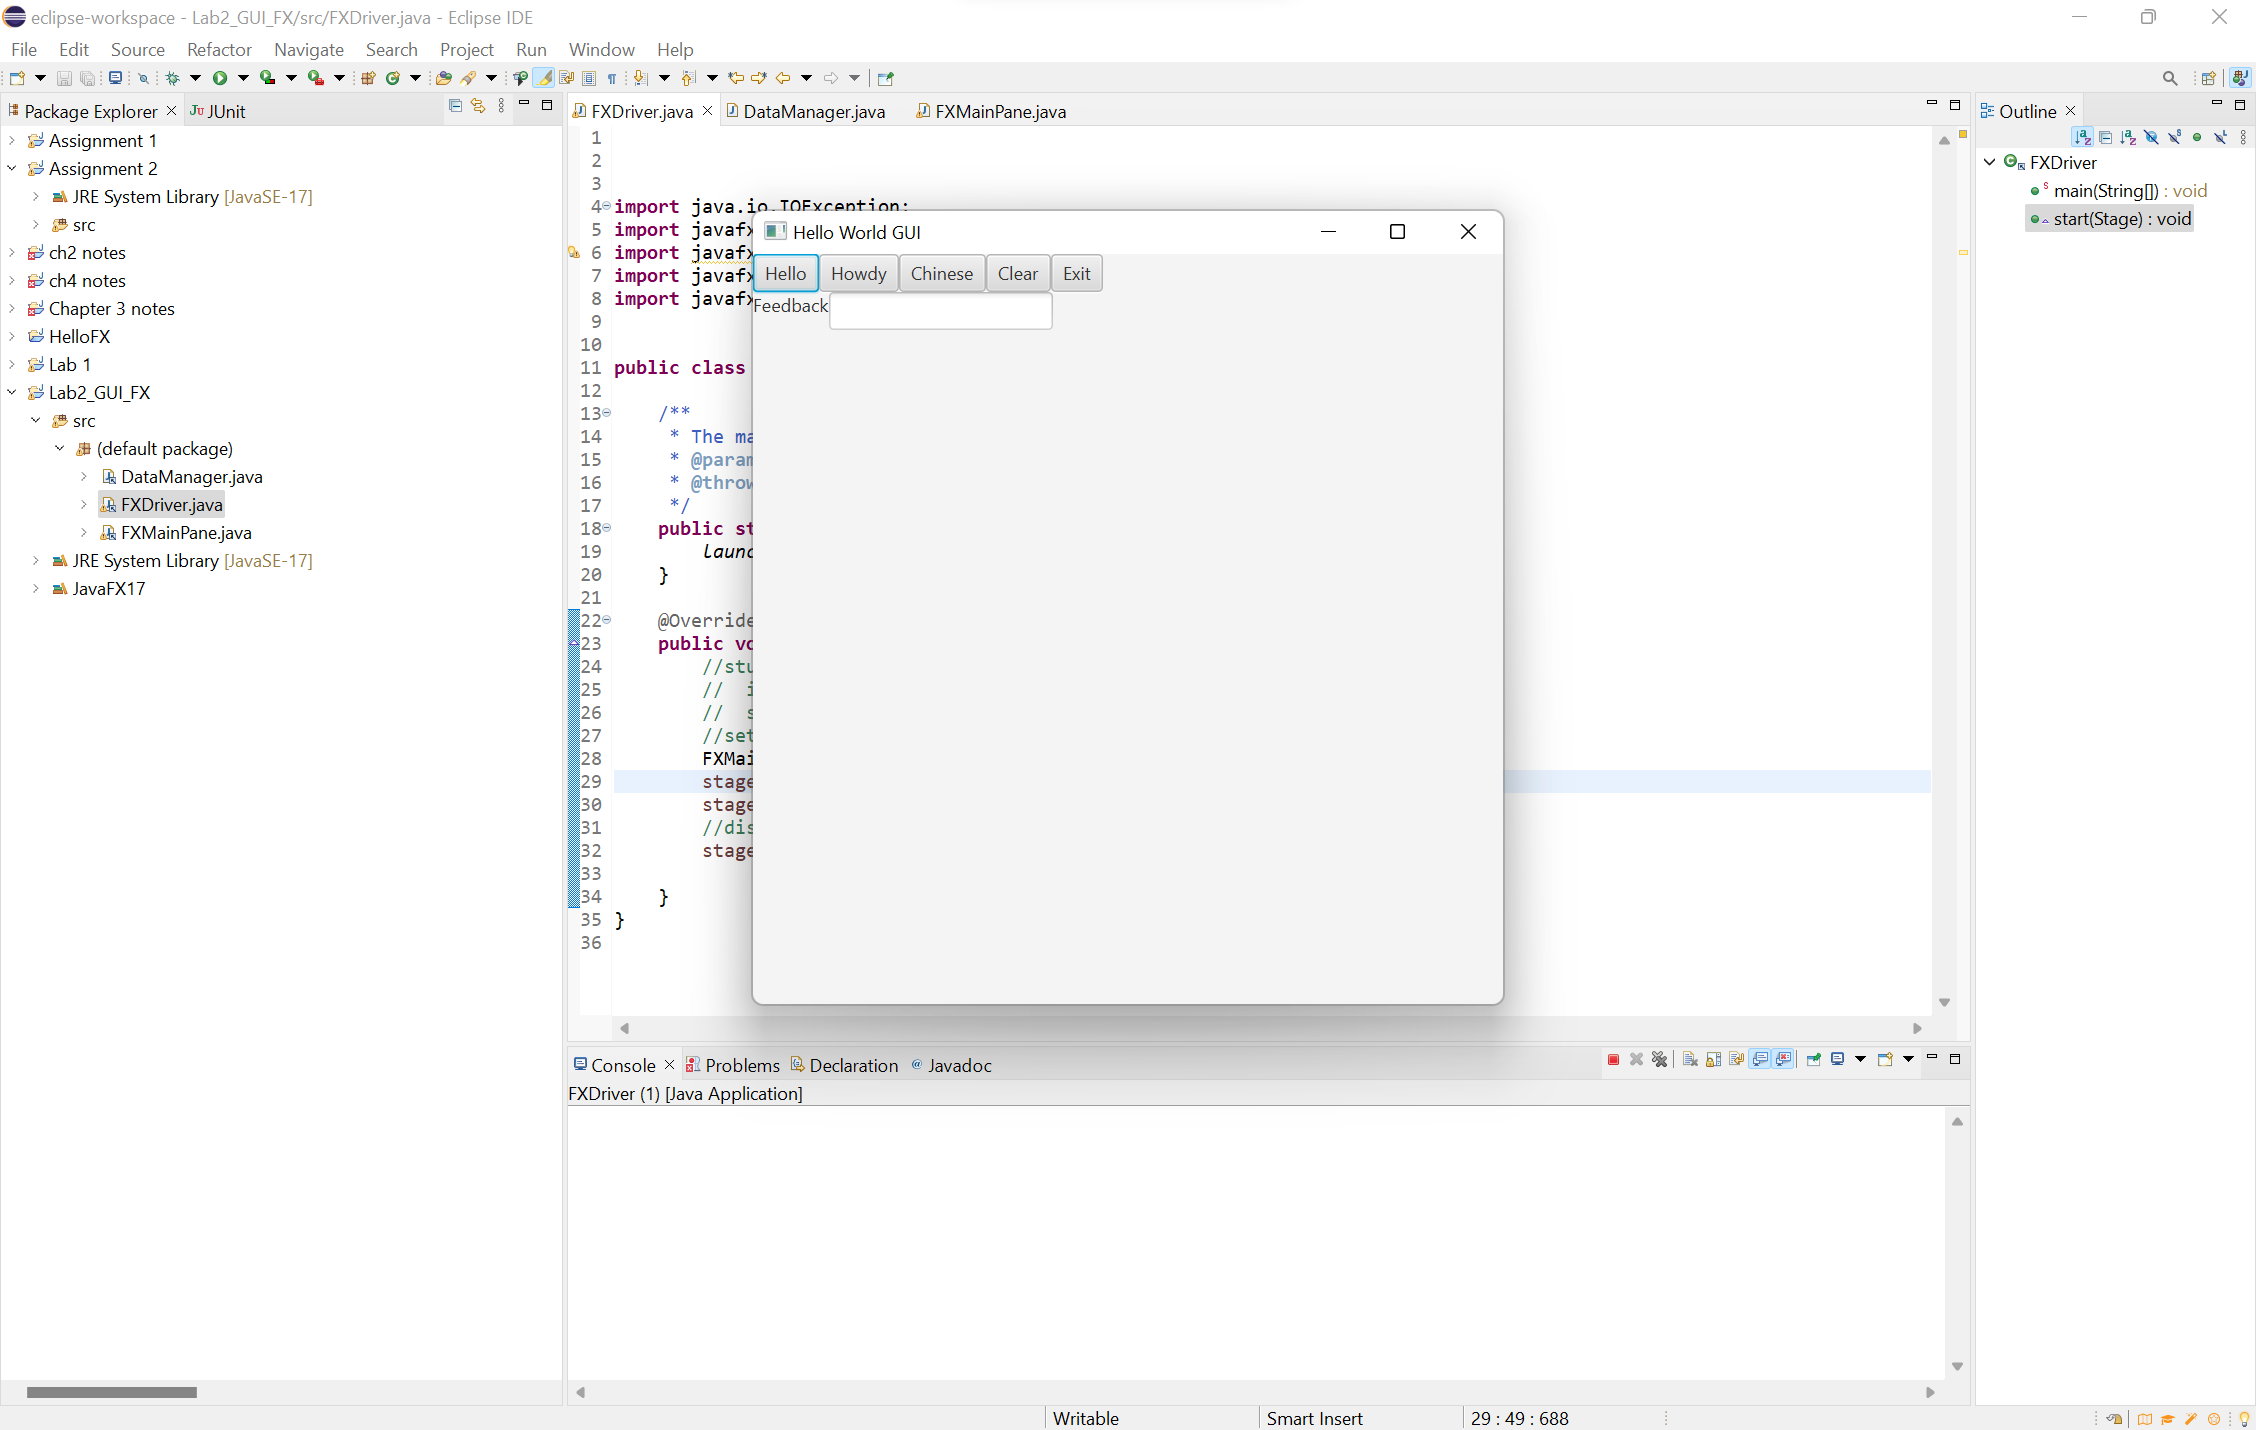 eclipse-workspace - Lab2_GUI_FX/src/FXDriver.java - Eclipse IDE
File Edit Source Refactor Navigate Search Project Run Window Help
Package Explorer
JUnit
Assignment 1
Assignment 2
JRE System Library [JavaSE-17]
src
ch2 notes
ch4 notes
Chapter 3 notes
HelloFX
Lab 1
Lab2_GUI_FX
src
(default package)
DataManager.java
FXDriver.java
FXMainPane.java
JRE System Library [JavaSE-17]
JavaFX17
FXDriver.java
DataManager.java
FXMainPane.java
1
2
3
4 import java.io.IOException;
5 import javafx
6 import javafx
7 import javafx
8 import javafx
9
10
11 public class
12
13 /**
14 * The ma
15 * @param
16 * @throw
17 */
18 public st
19 launc
20 }
21
22 @Override
23 public vo
24 //stu
25 // i
26 // s
27 //set
28 FXMai
29 stage
30 stage
31 //dis
32 stage
33
34 }
35 }
36
Hello World GUI
Hello Howdy Chinese Clear Exit
Feedback
Console Problems Declaration Javadoc
FXDriver (1) [Java Application]
Outline
FXDriver
main(String[]) : void
start(Stage) : void
Writable Smart Insert 29 : 49 : 688